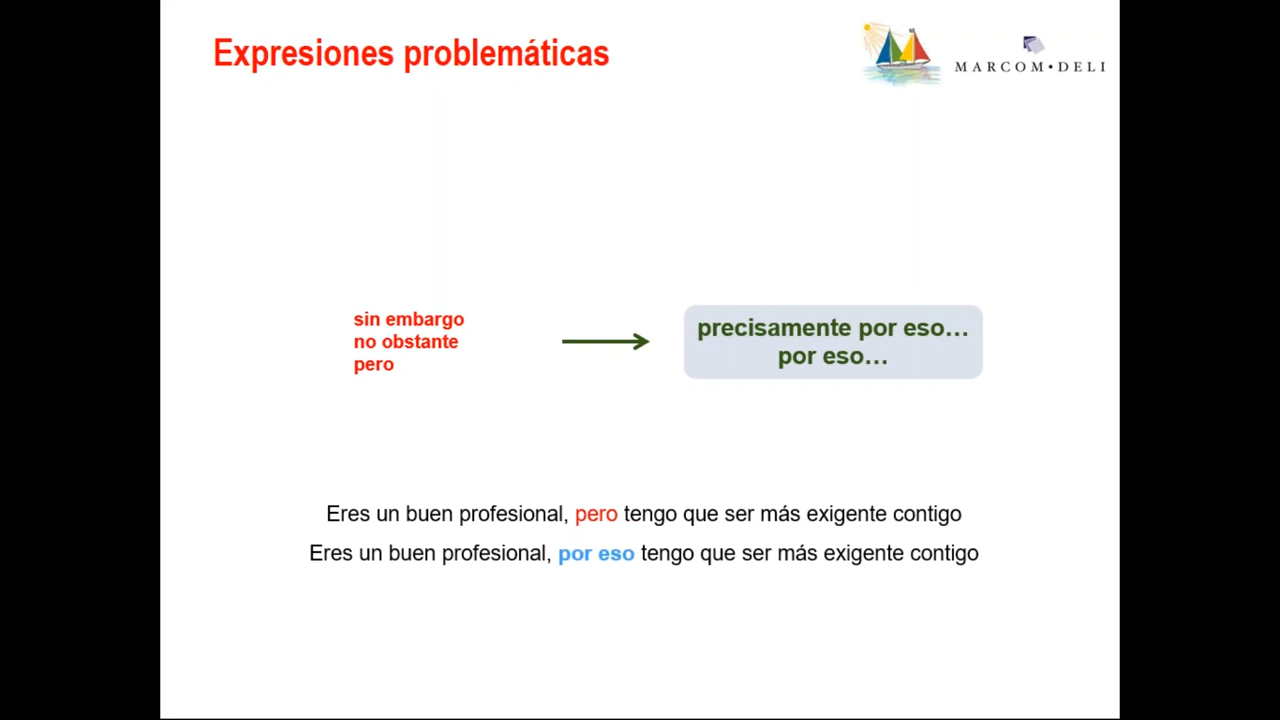 Expresiones problemáticas
MARCOM•DELI
sin embargo
no obstante
pero
precisamente por eso…
por eso…
Eres un buen profesional, pero tengo que ser más exigente contigo
Eres un buen profesional, por eso tengo que ser más exigente contigo